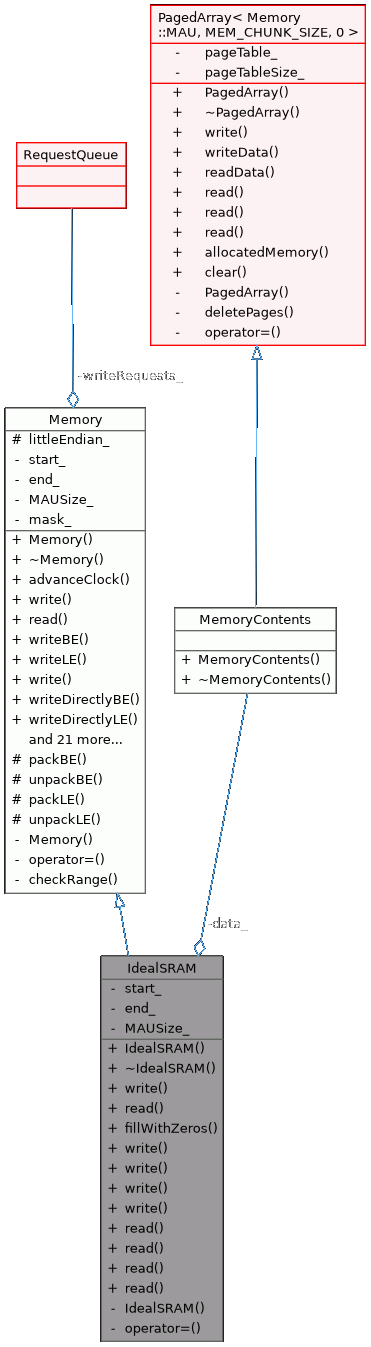 PagedArray< Memory
::MAU, MEM_CHUNK_SIZE, 0 >
- pageTable_
- pageTableSize_
+ PagedArray()
+ ~PagedArray()
+ write()
+ writeData()
+ readData()
+ read()
+ read()
+ read()
+ allocatedMemory()
+ clear()
- PagedArray()
- deletePages()
- operator=()
RequestQueue
-writeRequests_
Memory
# littleEndian_
- start_
- end_
- MAUSize_
- mask_
+ Memory()
+ ~Memory()
+ advanceClock()
+ write()
+ read()
+ writeBE()
+ writeLE()
+ write()
+ writeDirectlyBE()
+ writeDirectlyLE()
and 21 more...
# packBE()
# unpackBE()
# packLE()
# unpackLE()
- Memory()
- operator=()
- checkRange()
MemoryContents
+ MemoryContents()
+ ~MemoryContents()
-data_
IdealSRAM
- start_
- end_
- MAUSize_
+ IdealSRAM()
+ ~IdealSRAM()
+ write()
+ read()
+ fillWithZeros()
+ write()
+ write()
+ write()
+ write()
+ read()
+ read()
+ read()
+ read()
- IdealSRAM()
- operator=()